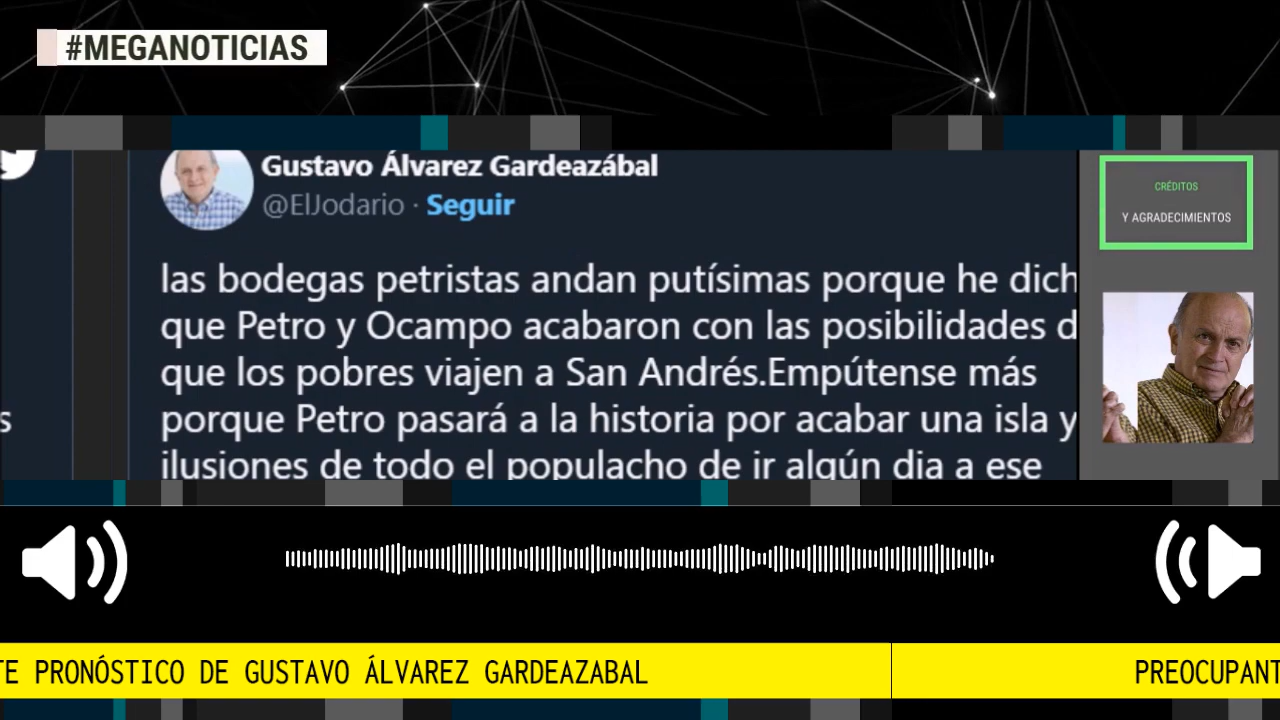 #MEGANOTICIAS
Gustavo Álvarez Gardeazábal
@ElJodario · Seguir
CRÉDITOS
Y AGRADECIMIENTOS
las bodegas petristas andan putísimas porque he dich
que Petro y Ocampo acabaron con las posibilidades d
que los pobres viajen a San Andrés.Empútense más
porque Petro pasará a la historia por acabar una isla y
ilusiones de todo el populacho de ir algún dia a ese
s
TE PRONÓSTICO DE GUSTAVO ÁLVAREZ GARDEAZABAL
PREOCUPANT